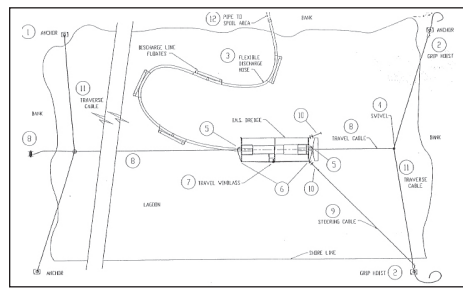 12 PIPE TO
SPOIL AREA
BANK
1 ANCHOR
ANCHOR
2
GRIP HOIST
DISCHARGE LINE
FLOATES
3 FLEXIBLE
DISCHARGE
HOSE
11
TRAVERSE
CABLE
BANK
8
8
LAGOON
5
DREDGE
10
4
SWIVEL
8
TRAVEL CABLE
BANK
5
11
TRAVERSE
CABLE
7 TRAVEL WINDLASS
6
10
9
STOCKING CABLE
SHORE LINE
ANCHOR
GRIP HOIST 2